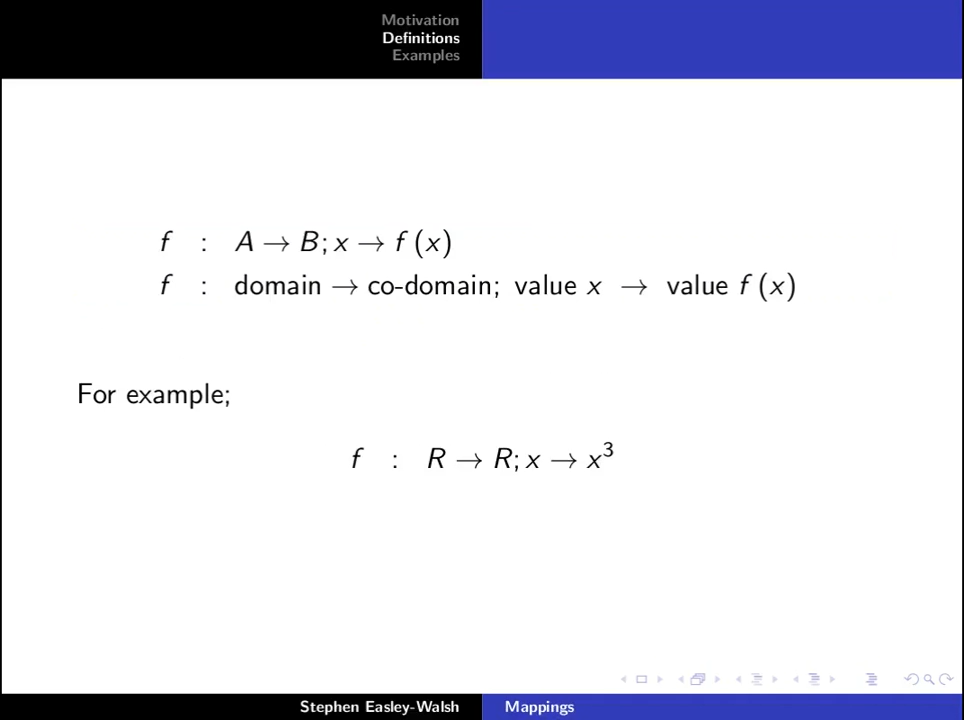 Motivation
Definitions
Examples
f : A → B; x → f (x)
f : domain → co-domain; value x → value f (x)
For example;
f : R → R; x → x³
Stephen Easley-Walsh
Mappings